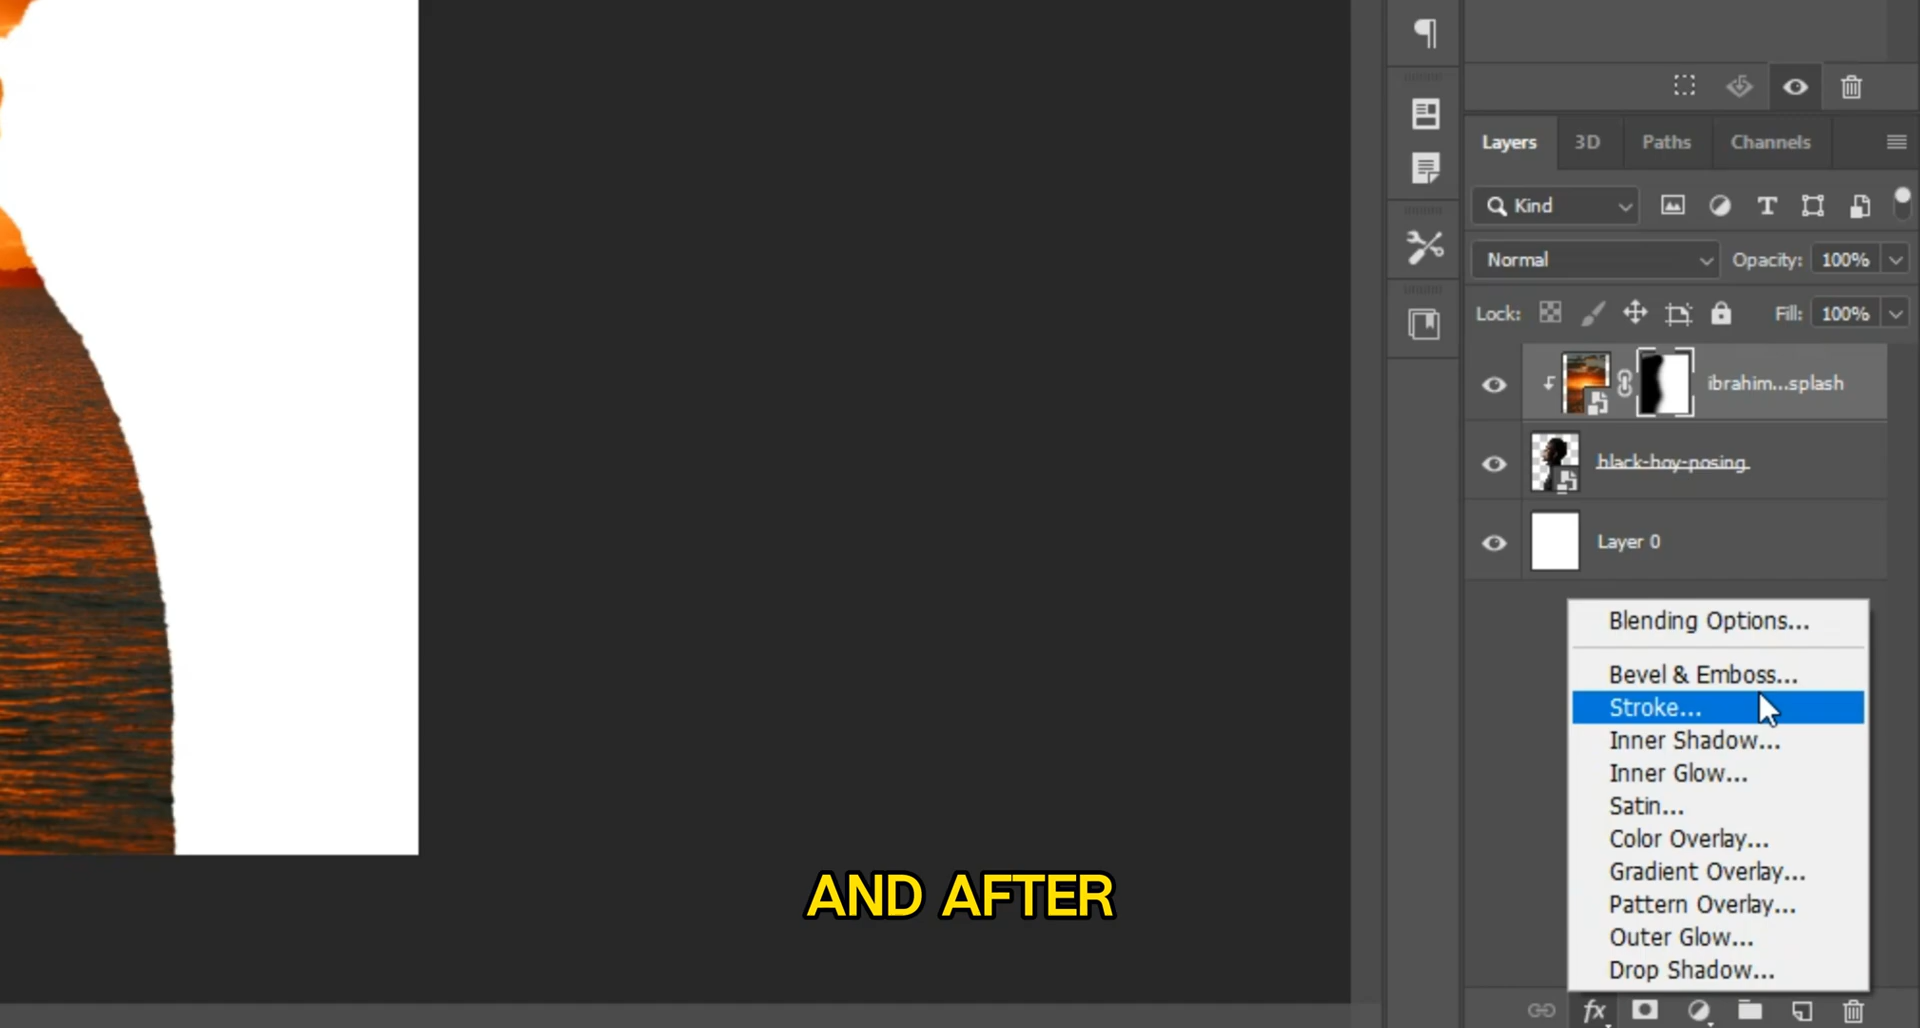 Layers 3D Paths Channels
Kind
Normal Opacity: 100%
Lock: Fill: 100%
ibrahim...splash
black-boy-posing
Layer 0
Blending Options...
Bevel & Emboss...
Stroke...
Inner Shadow...
Inner Glow...
Satin...
Color Overlay...
Gradient Overlay...
Pattern Overlay...
Outer Glow...
Drop Shadow...
fx
AND AFTER